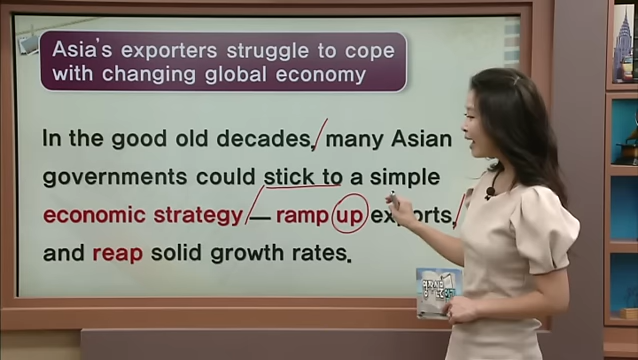 Asia's exporters struggle to cope
with changing global economy
In the good old decades, many Asian
governments could stick to a simple
economic strategy — ramp up exports,
and reap solid growth rates.